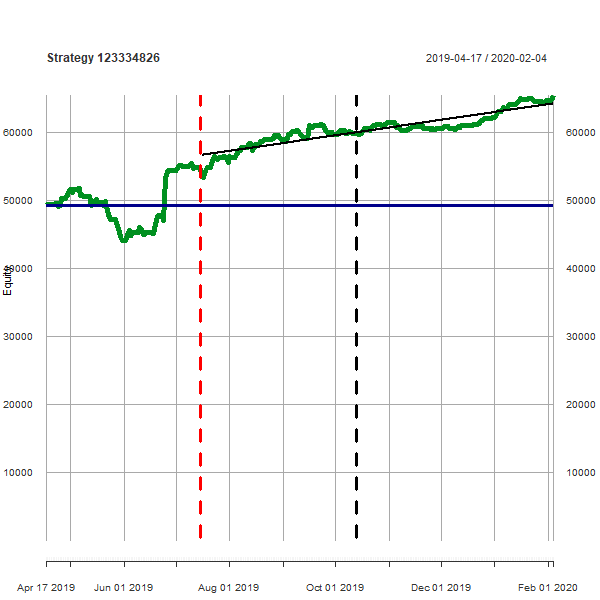 Strategy 123334826 2019-04-17 / 2020-02-04
60000 60000
50000 50000
Equity
40000 40000
30000 30000
20000 20000
10000 10000
Apr 17 2019 Jun 01 2019 Aug 01 2019 Oct 01 2019 Dec 01 2019 Feb 01 2020